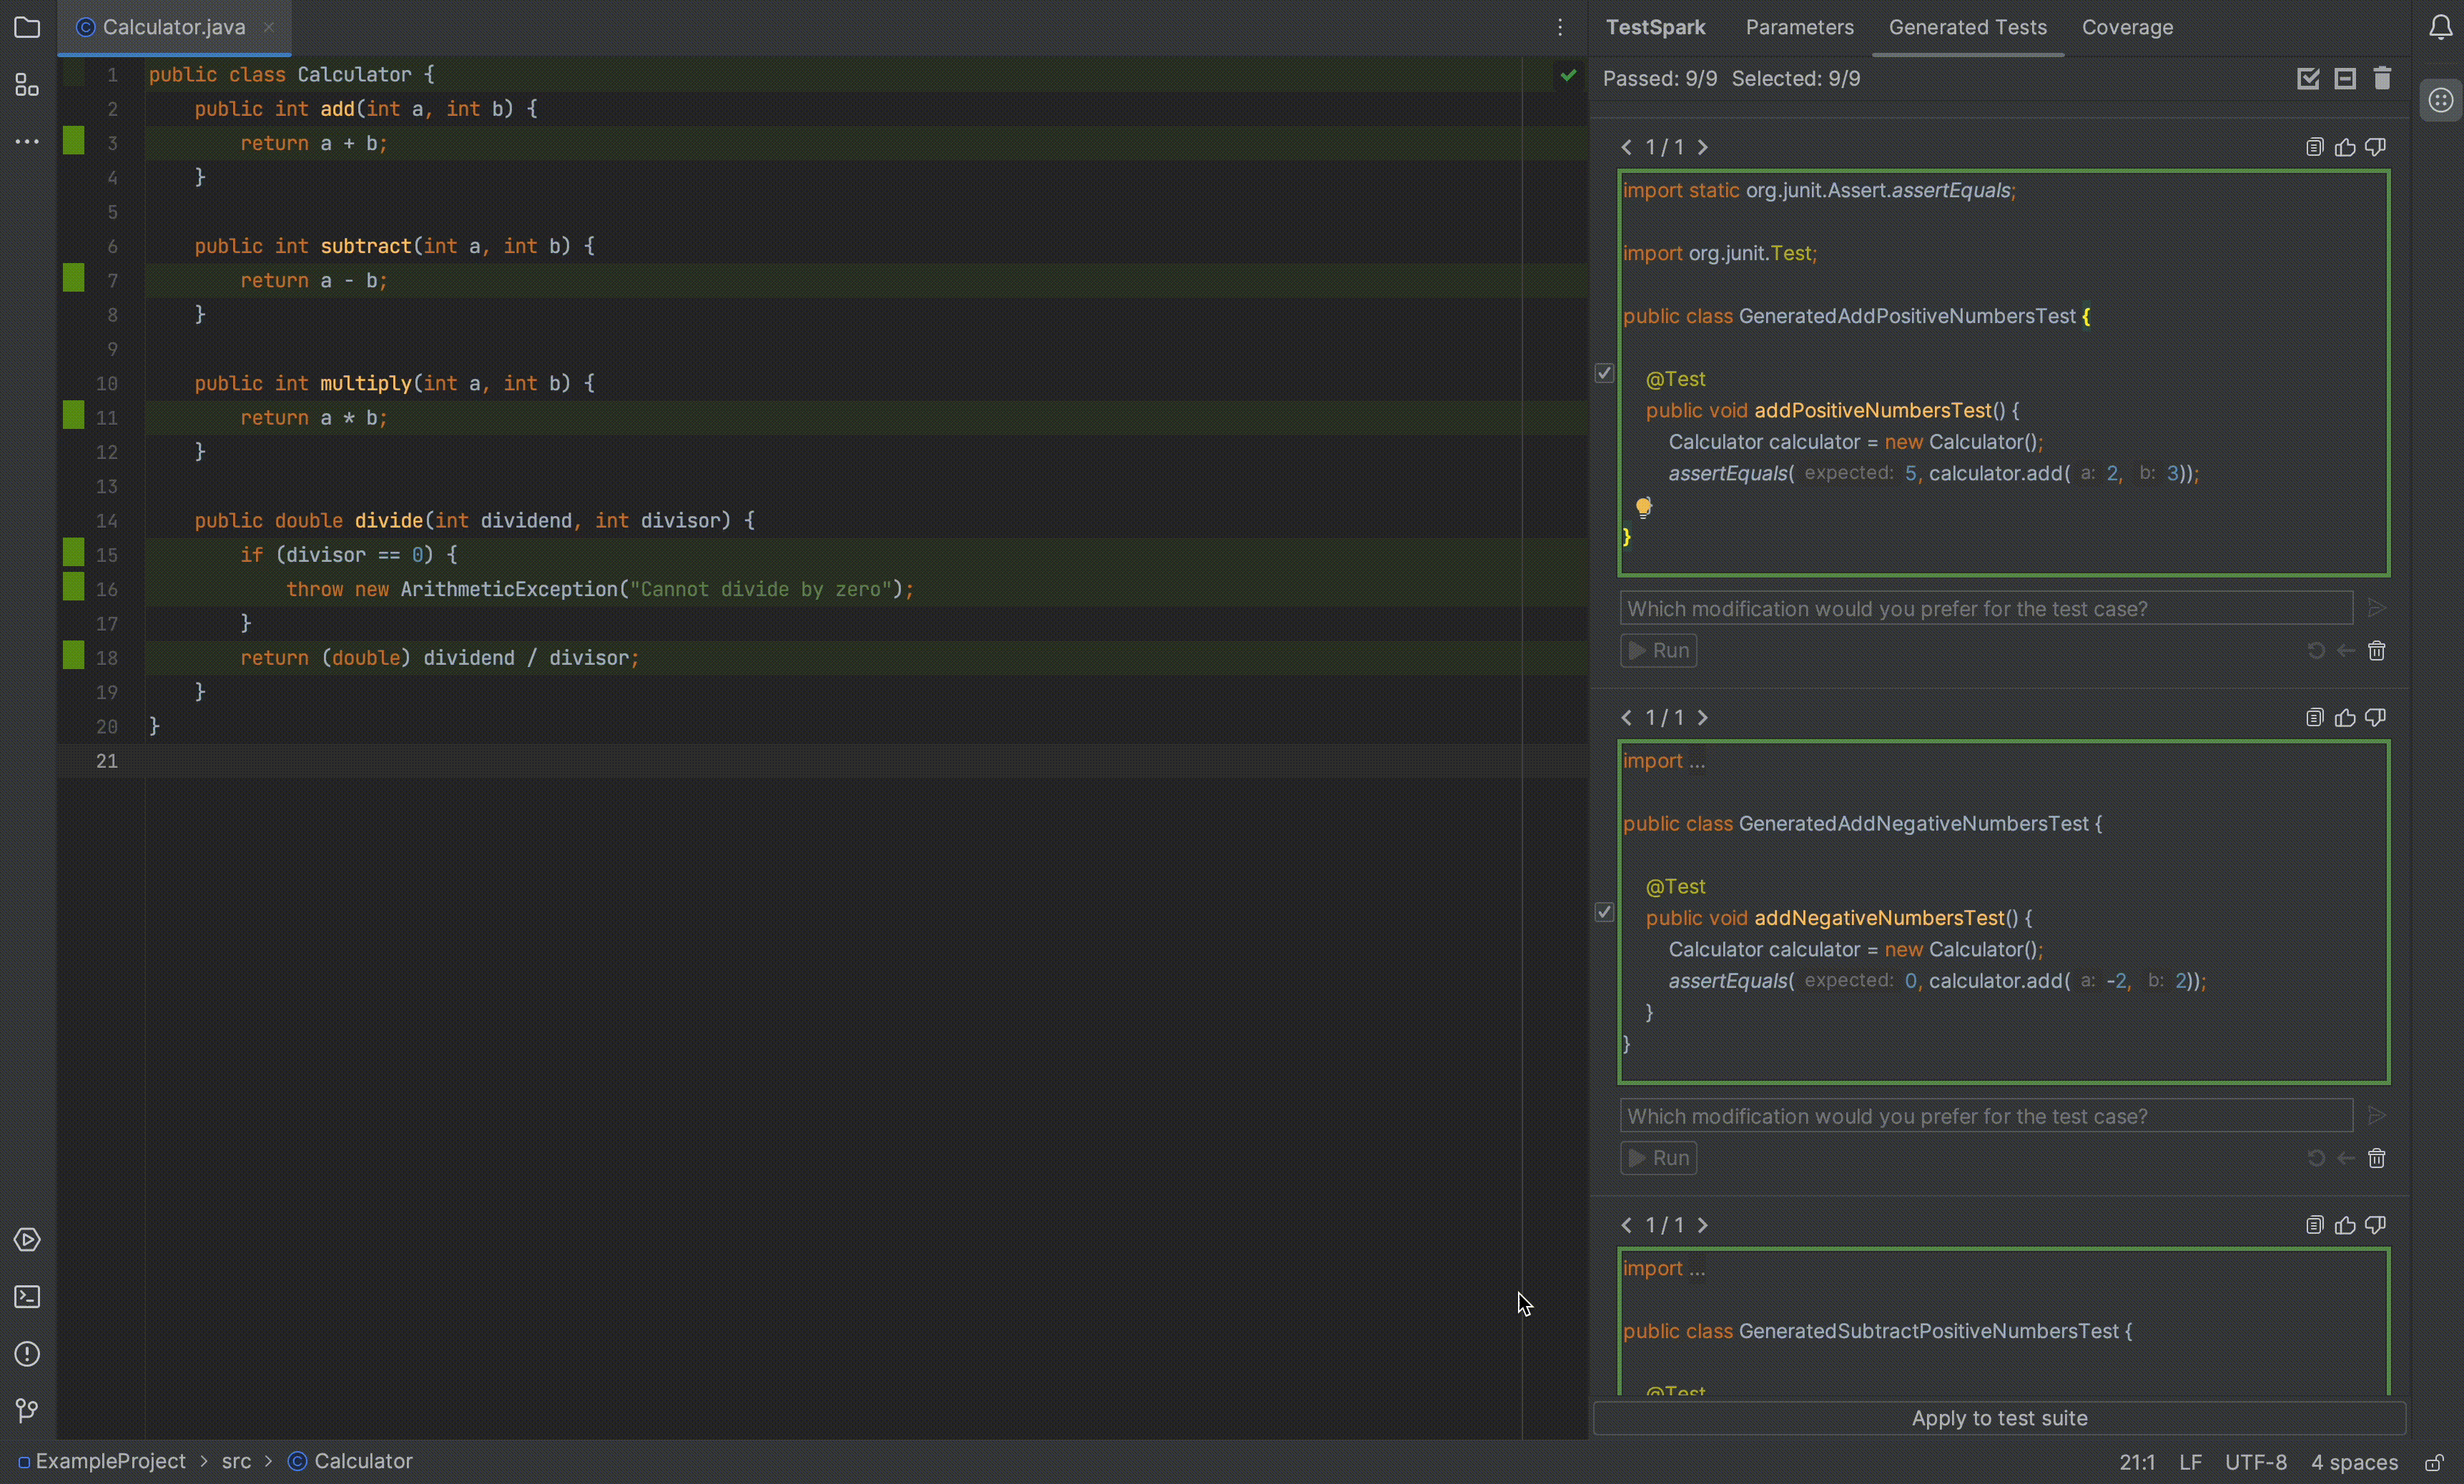 Calculator.java
1 public class Calculator {
2 public int add(int a, int b) {
3 return a + b;
4 }
5
6 public int subtract(int a, int b) {
7 return a - b;
8 }
9
10 public int multiply(int a, int b) {
11 return a * b;
12 }
13
14 public double divide(int dividend, int divisor) {
15 if (divisor == 0) {
16 throw new ArithmeticException("Cannot divide by zero");
17 }
18 return (double) dividend / divisor;
19 }
20 }
21
TestSpark Parameters Generated Tests Coverage
Passed: 9/9 Selected: 9/9
1 / 1
import static org.junit.Assert.assertEquals;
import org.junit.Test;
public class GeneratedAddPositiveNumbersTest {
@Test
public void addPositiveNumbersTest() {
Calculator calculator = new Calculator();
assertEquals( expected: 5, calculator.add( a: 2, b: 3));
}
}
Which modification would you prefer for the test case?
Run
1 / 1
import ...
public class GeneratedAddNegativeNumbersTest {
@Test
public void addNegativeNumbersTest() {
Calculator calculator = new Calculator();
assertEquals( expected: 0, calculator.add( a: -2, b: 2));
}
}
Which modification would you prefer for the test case?
Run
1 / 1
import ...
public class GeneratedSubtractPositiveNumbersTest {
@Test
Apply to test suite
ExampleProject > src > Calculator
21:1 LF UTF-8 4 spaces